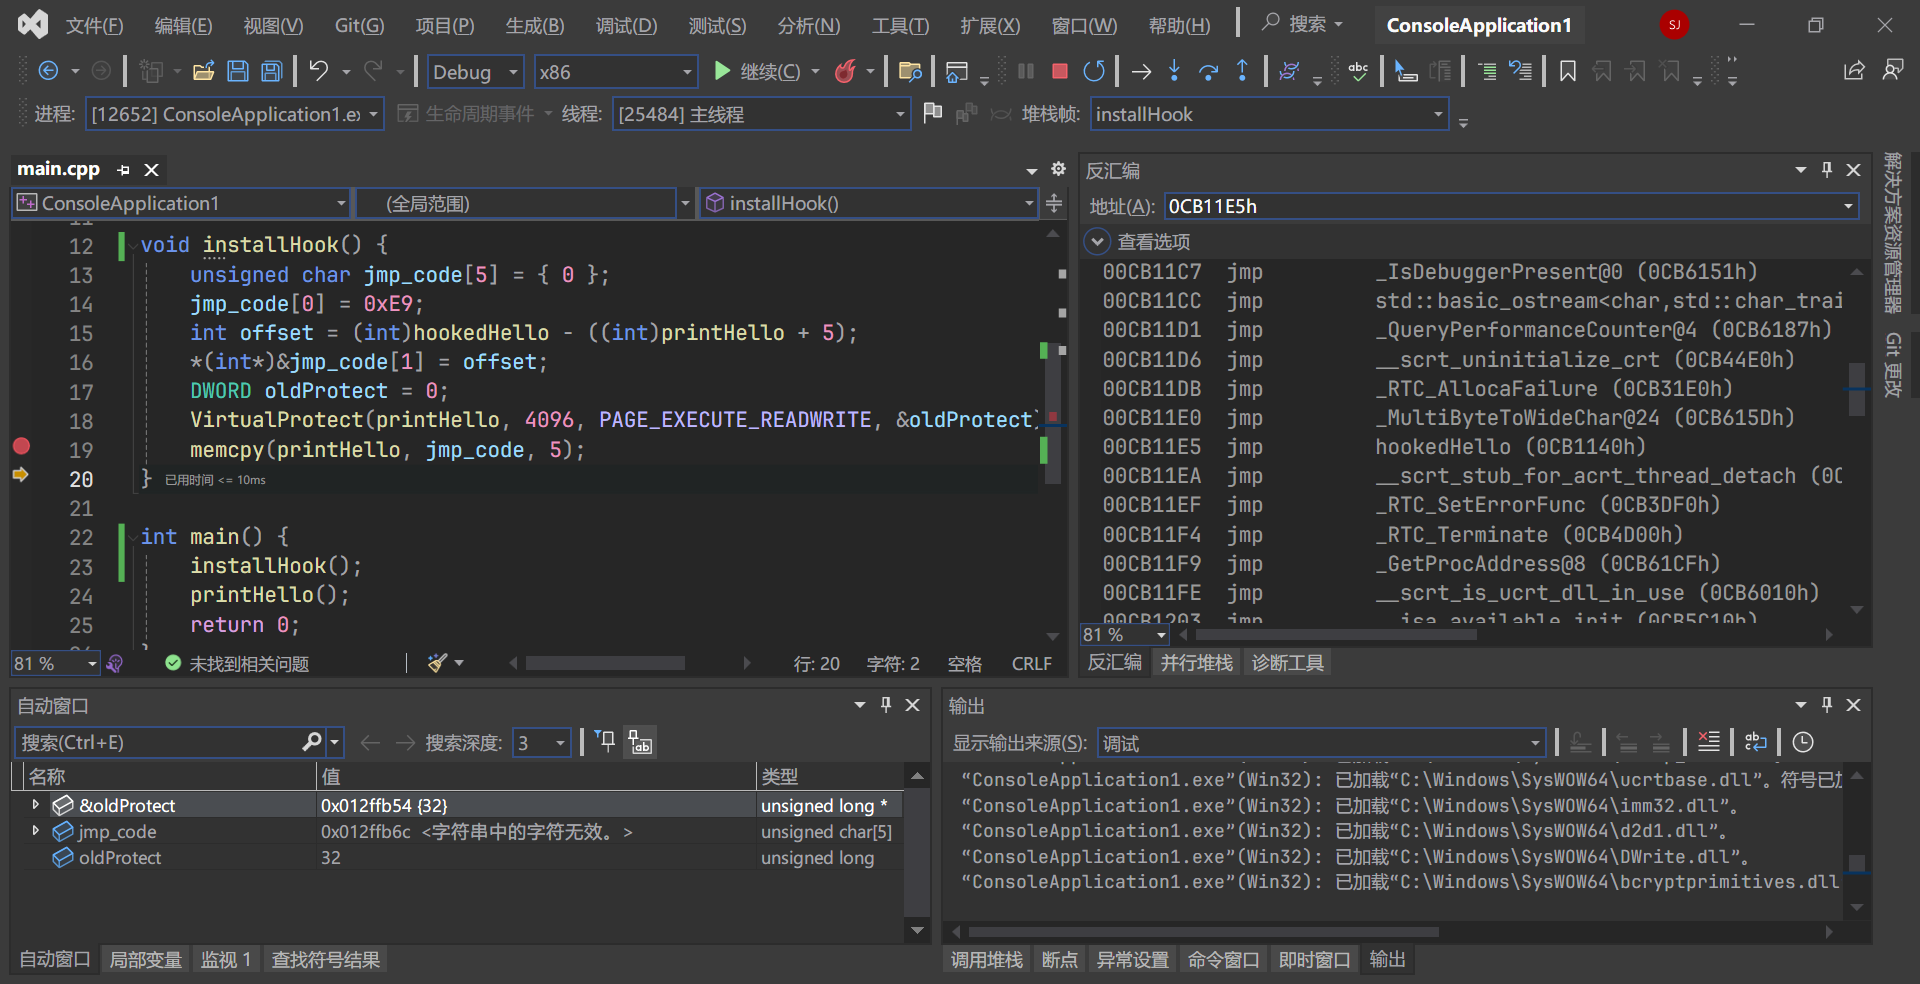 文件(F) 编辑(E) 视图(V) Git(G) 项目(P) 生成(B) 调试(D) 测试(S) 分析(N) 工具(T) 扩展(X) 窗口(W) 帮助(H) 搜索 ConsoleApplication1 SJ
Debug x86 继续(C)
进程: [12652] ConsoleApplication1.e 生命周期事件 线程: [25484] 主线程 堆栈帧: installHook
main.cpp
ConsoleApplication1 (全局范围) installHook()
11
12 void installHook() {
13 unsigned char jmp_code[5] = { 0 };
14 jmp_code[0] = 0xE9;
15 int offset = (int)hookedHello - ((int)printHello + 5);
16 *(int*)&jmp_code[1] = offset;
17 DWORD oldProtect = 0;
18 VirtualProtect(printHello, 4096, PAGE_EXECUTE_READWRITE, &oldProtect)
19 memcpy(printHello, jmp_code, 5);
20 } 已用时间 <= 10ms
21
22 int main() {
23 installHook();
24 printHello();
25 return 0;
26 }
81 % 未找到相关问题 行: 20 字符: 2 空格 CRLF
反汇编
地址(A): 0CB11E5h
查看选项
00CB11C7 jmp _IsDebuggerPresent@0 (0CB6151h)
00CB11CC jmp std::basic_ostream<char,std::char_trai
00CB11D1 jmp _QueryPerformanceCounter@4 (0CB6187h)
00CB11D6 jmp __scrt_uninitialize_crt (0CB44E0h)
00CB11DB jmp _RTC_AllocaFailure (0CB31E0h)
00CB11E0 jmp _MultiByteToWideChar@24 (0CB615Dh)
00CB11E5 jmp hookedHello (0CB1140h)
00CB11EA jmp __scrt_stub_for_acrt_thread_detach (0C
00CB11EF jmp _RTC_SetErrorFunc (0CB3DF0h)
00CB11F4 jmp _RTC_Terminate (0CB4D00h)
00CB11F9 jmp _GetProcAddress@8 (0CB61CFh)
00CB11FE jmp __scrt_is_ucrt_dll_in_use (0CB6010h)
00CB1203 jmp __isa_available_init (0CB5C10h)
81 %
反汇编 并行堆栈 诊断工具
解决方案资源管理器
Git 更改
自动窗口
搜索(Ctrl+E) 搜索深度: 3
名称 值 类型
&oldProtect 0x012ffb54 {32} unsigned long *
jmp_code 0x012ffb6c <字符串中的字符无效。> unsigned char[5]
oldProtect 32 unsigned long
自动窗口 局部变量 监视 1 查找符号结果
输出
显示输出来源(S): 调试
“ConsoleApplication1.exe”(Win32): 已加载“C:\Windows\SysWOW64\ucrtbase.dll”。符号已加
“ConsoleApplication1.exe”(Win32): 已加载“C:\Windows\SysWOW64\imm32.dll”。
“ConsoleApplication1.exe”(Win32): 已加载“C:\Windows\SysWOW64\d2d1.dll”。
“ConsoleApplication1.exe”(Win32): 已加载“C:\Windows\SysWOW64\DWrite.dll”。
“ConsoleApplication1.exe”(Win32): 已加载“C:\Windows\SysWOW64\bcryptprimitives.dll
调用堆栈 断点 异常设置 命令窗口 即时窗口 输出